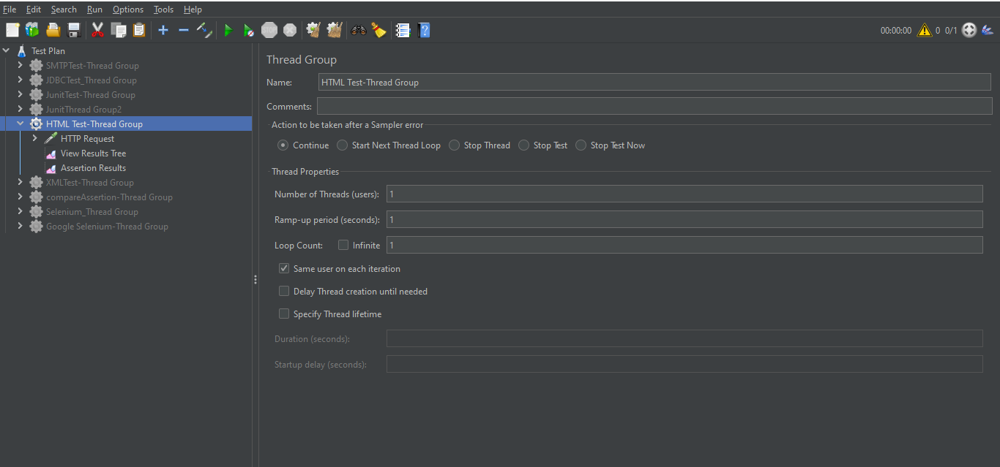 File Edit Search Run Options Tools Help
00:00:00 0 0/1
Test Plan
SMTPTest-Thread Group
JDBCTest_Thread Group
JunitTest-Thread Group
JunitThread Group2
HTML Test-Thread Group
HTTP Request
View Results Tree
Assertion Results
XMLTest-Thread Group
compareAssertion-Thread Group
Selenium_Thread Group
Google Selenium-Thread Group
Thread Group
Name: HTML Test-Thread Group
Comments:
Action to be taken after a Sampler error
Continue Start Next Thread Loop Stop Thread Stop Test Stop Test Now
Thread Properties
Number of Threads (users): 1
Ramp-up period (seconds): 1
Loop Count: Infinite 1
Same user on each iteration
Delay Thread creation until needed
Specify Thread lifetime
Duration (seconds):
Startup delay (seconds):